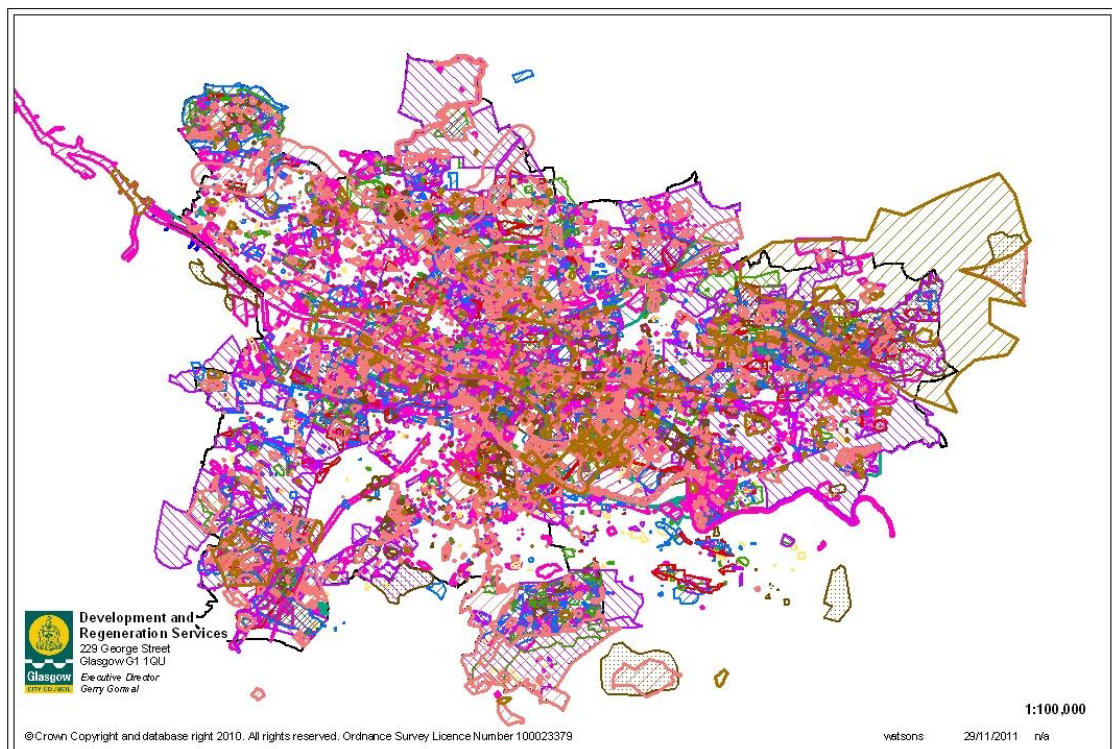 Development and
Regeneration Services
229 George Street
Glasgow G1 1QU
Executive Director
Gerry Gormal
Glasgow
CITY COUNCIL
1:100,000
©Crown Copyright and database right 2010. All rights reserved. Ordnance Survey Licence Number 100023379
watsons 29/11/2011 n/a